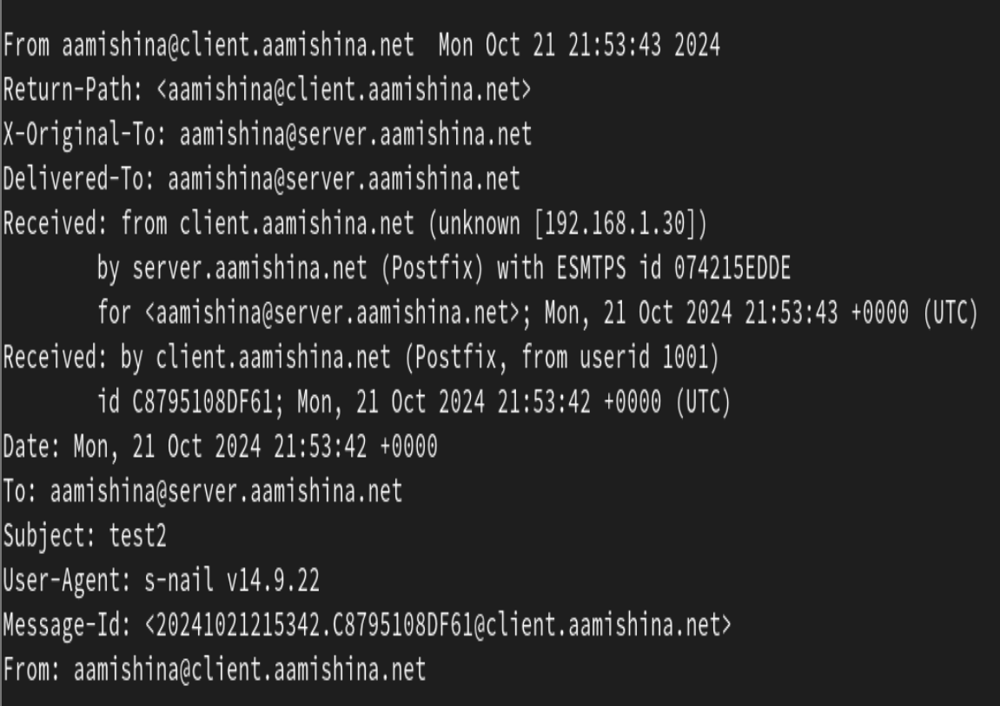 From aamishina@client.aamishina.net  Mon Oct 21 21:53:43 2024
Return-Path: <aamishina@client.aamishina.net>
X-Original-To: aamishina@server.aamishina.net
Delivered-To: aamishina@server.aamishina.net
Received: from client.aamishina.net (unknown [192.168.1.30])
        by server.aamishina.net (Postfix) with ESMTPS id 074215EDDE
        for <aamishina@server.aamishina.net>; Mon, 21 Oct 2024 21:53:43 +0000 (UTC)
Received: by client.aamishina.net (Postfix, from userid 1001)
        id C8795108DF61; Mon, 21 Oct 2024 21:53:42 +0000 (UTC)
Date: Mon, 21 Oct 2024 21:53:42 +0000
To: aamishina@server.aamishina.net
Subject: test2
User-Agent: s-nail v14.9.22
Message-Id: <20241021215342.C8795108DF61@client.aamishina.net>
From: aamishina@client.aamishina.net